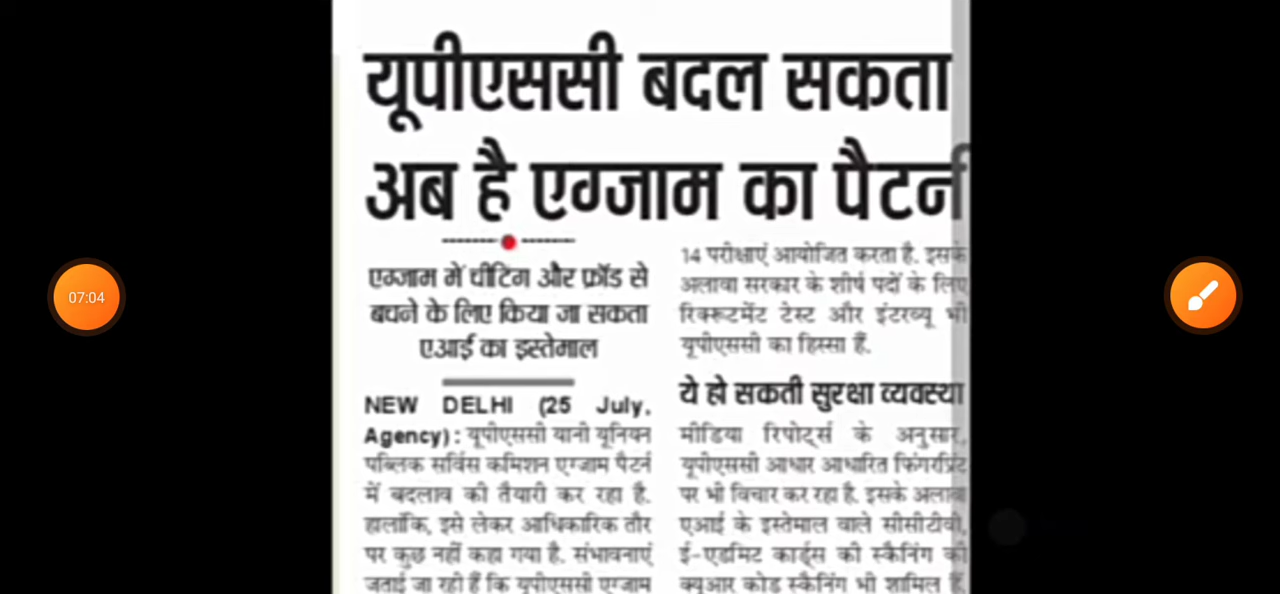 यूपीएससी बदल सकता
अब है एग्जाम का पैटर्न
एग्जाम में चीटिंग और फ्रॉड से
बचने के लिए किया जा सकता
एआई का इस्तेमाल
NEW DELHI (25 July,
Agency) : यूपीएससी यानी यूनियन
पब्लिक सर्विस कमिशन एग्जाम पैटर्न
में बदलाव की तैयारी कर रहा है.
हालांकि, इसे लेकर आधिकारिक तौर
पर कुछ नहीं कहा गया है. संभावनाएं
जताई जा रही हैं कि यूपीएससी एग्जाम
14 परीक्षाएं आयोजित करता है. इसके
अलावा सरकार के शीर्ष पदों के लिए
रिक्रूटमेंट टेस्ट और इंटरव्यू भी
यूपीएससी का हिस्सा हैं.
ये हो सकती सुरक्षा व्यवस्था
मीडिया रिपोर्ट्स के अनुसार,
यूपीएससी आधार आधारित फिंगरप्रिंट
पर भी विचार कर रहा है. इसके अलावा
एआई के इस्तेमाल वाले सीसीटीवी,
ई-एडमिट कार्ड्स की स्कैनिंग की
क्यूआर कोड स्कैनिंग भी शामिल हैं.
07:04